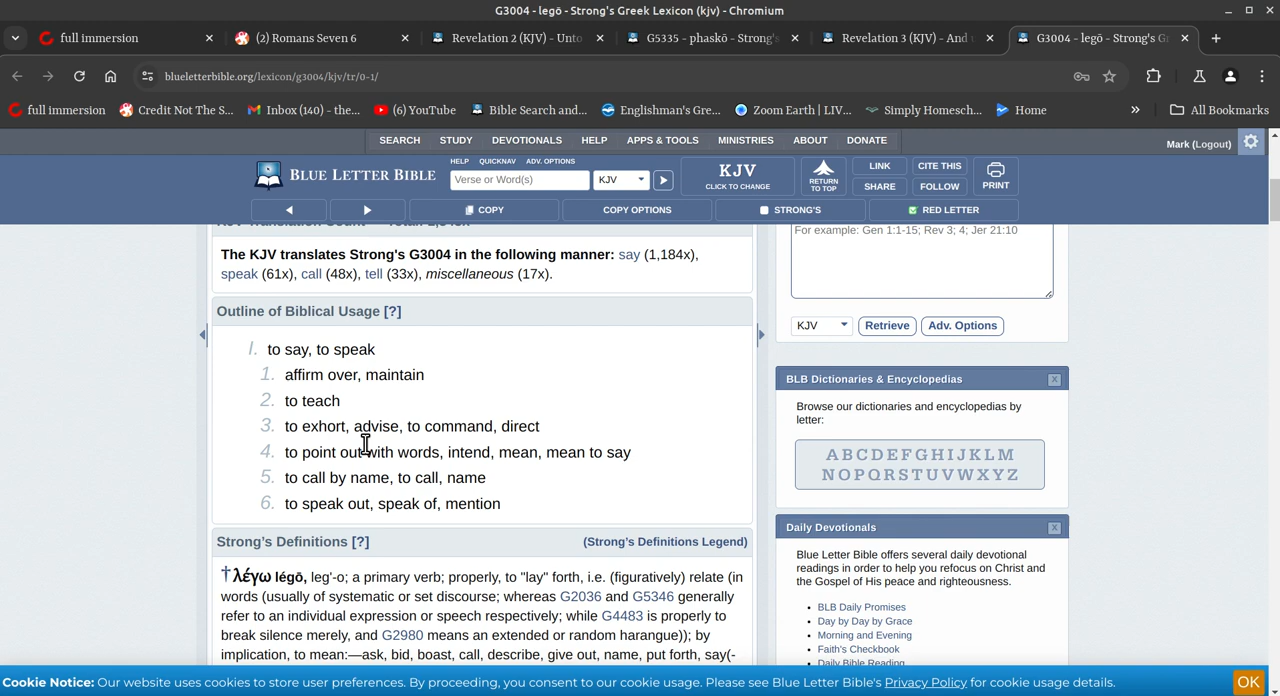 G3004 - legō - Strong's Greek Lexicon (kjv) - Chromium
full immersion
(2) Romans Seven 6
Revelation 2 (KJV) - Unto
G5335 - phaskō - Strong's
Revelation 3 (KJV) - And
G3004 - legō - Strong's Gr
blueletterbible.org/lexicon/g3004/kjv/tr/0-1/
full immersion
Credit Not The S...
Inbox (140) - the...
(6) YouTube
Bible Search and...
Englishman's Gre...
Zoom Earth | LIV...
Simply Homesch...
Home
All Bookmarks
SEARCH STUDY DEVOTIONALS HELP APPS & TOOLS MINISTRIES ABOUT DONATE
Mark (Logout)
BLUE LETTER BIBLE
HELP QUICKNAV ADV. OPTIONS
Verse or Word(s)
KJV
KJV
CLICK TO CHANGE
RETURN
TO TOP
LINK
CITE THIS
SHARE
FOLLOW
PRINT
COPY
COPY OPTIONS
STRONG'S
RED LETTER
The KJV translates Strong's G3004 in the following manner: say (1,184x),
speak (61x), call (48x), tell (33x), miscellaneous (17x).
Outline of Biblical Usage [?]
I. to say, to speak
1. affirm over, maintain
2. to teach
3. to exhort, advise, to command, direct
4. to point out with words, intend, mean, mean to say
5. to call by name, to call, name
6. to speak out, speak of, mention
Strong's Definitions [?]
(Strong's Definitions Legend)
†λέγω légō, leg'-o; a primary verb; properly, to "lay" forth, i.e. (figuratively) relate (in
words (usually of systematic or set discourse; whereas G2036 and G5346 generally
refer to an individual expression or speech respectively; while G4483 is properly to
break silence merely, and G2980 means an extended or random harangue)); by
implication, to mean:—ask, bid, boast, call, describe, give out, name, put forth, say(-
For example: Gen 1:1-15; Rev 3; 4; Jer 21:10
KJV
Retrieve
Adv. Options
BLB Dictionaries & Encyclopedias
X
Browse our dictionaries and encyclopedias by
letter:
A B C D E F G H I J K L M
N O P Q R S T U V W X Y Z
Daily Devotionals
X
Blue Letter Bible offers several daily devotional
readings in order to help you refocus on Christ and
the Gospel of His peace and righteousness.
• BLB Daily Promises
• Day by Day by Grace
• Morning and Evening
• Faith's Checkbook
• Daily Bible Reading
Cookie Notice: Our website uses cookies to store user preferences. By proceeding, you consent to our cookie usage. Please see Blue Letter Bible's Privacy Policy for cookie usage details.
OK